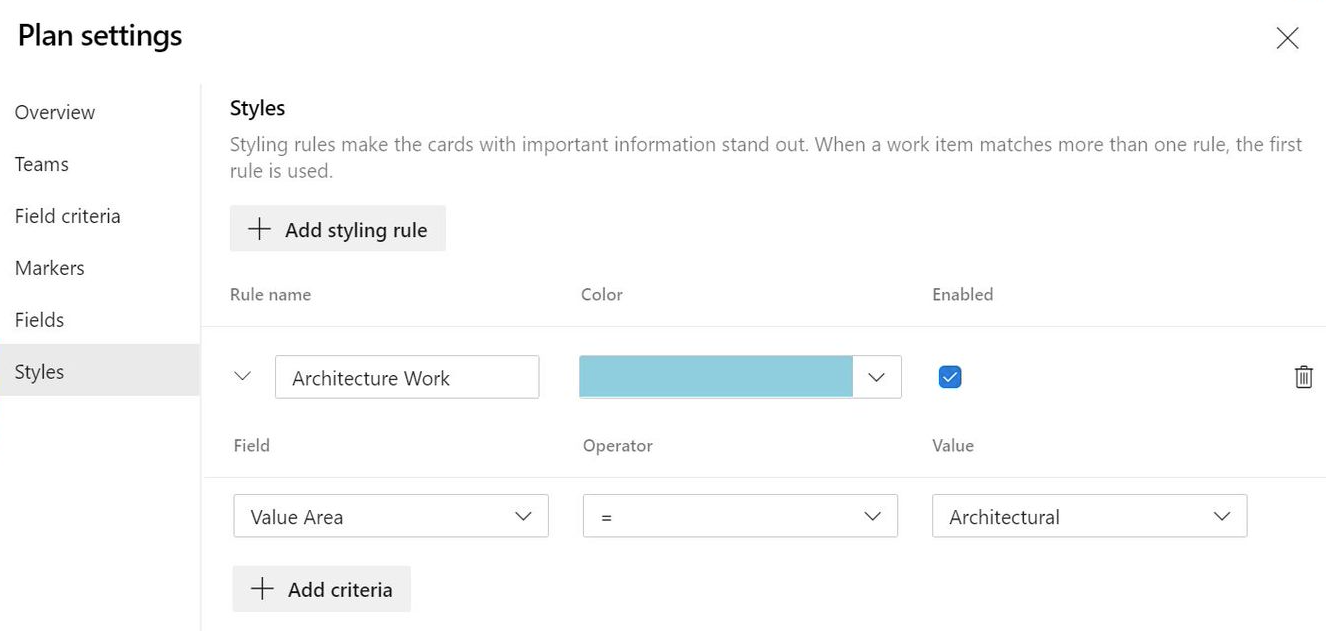 Plan settings
Overview
Teams
Field criteria
Markers
Fields
Styles
Styles
Styling rules make the cards with important information stand out. When a work item matches more than one rule, the first
rule is used.
Add styling rule
Rule name Color Enabled
Architecture Work
Field Operator Value
Value Area = Architectural
Add criteria